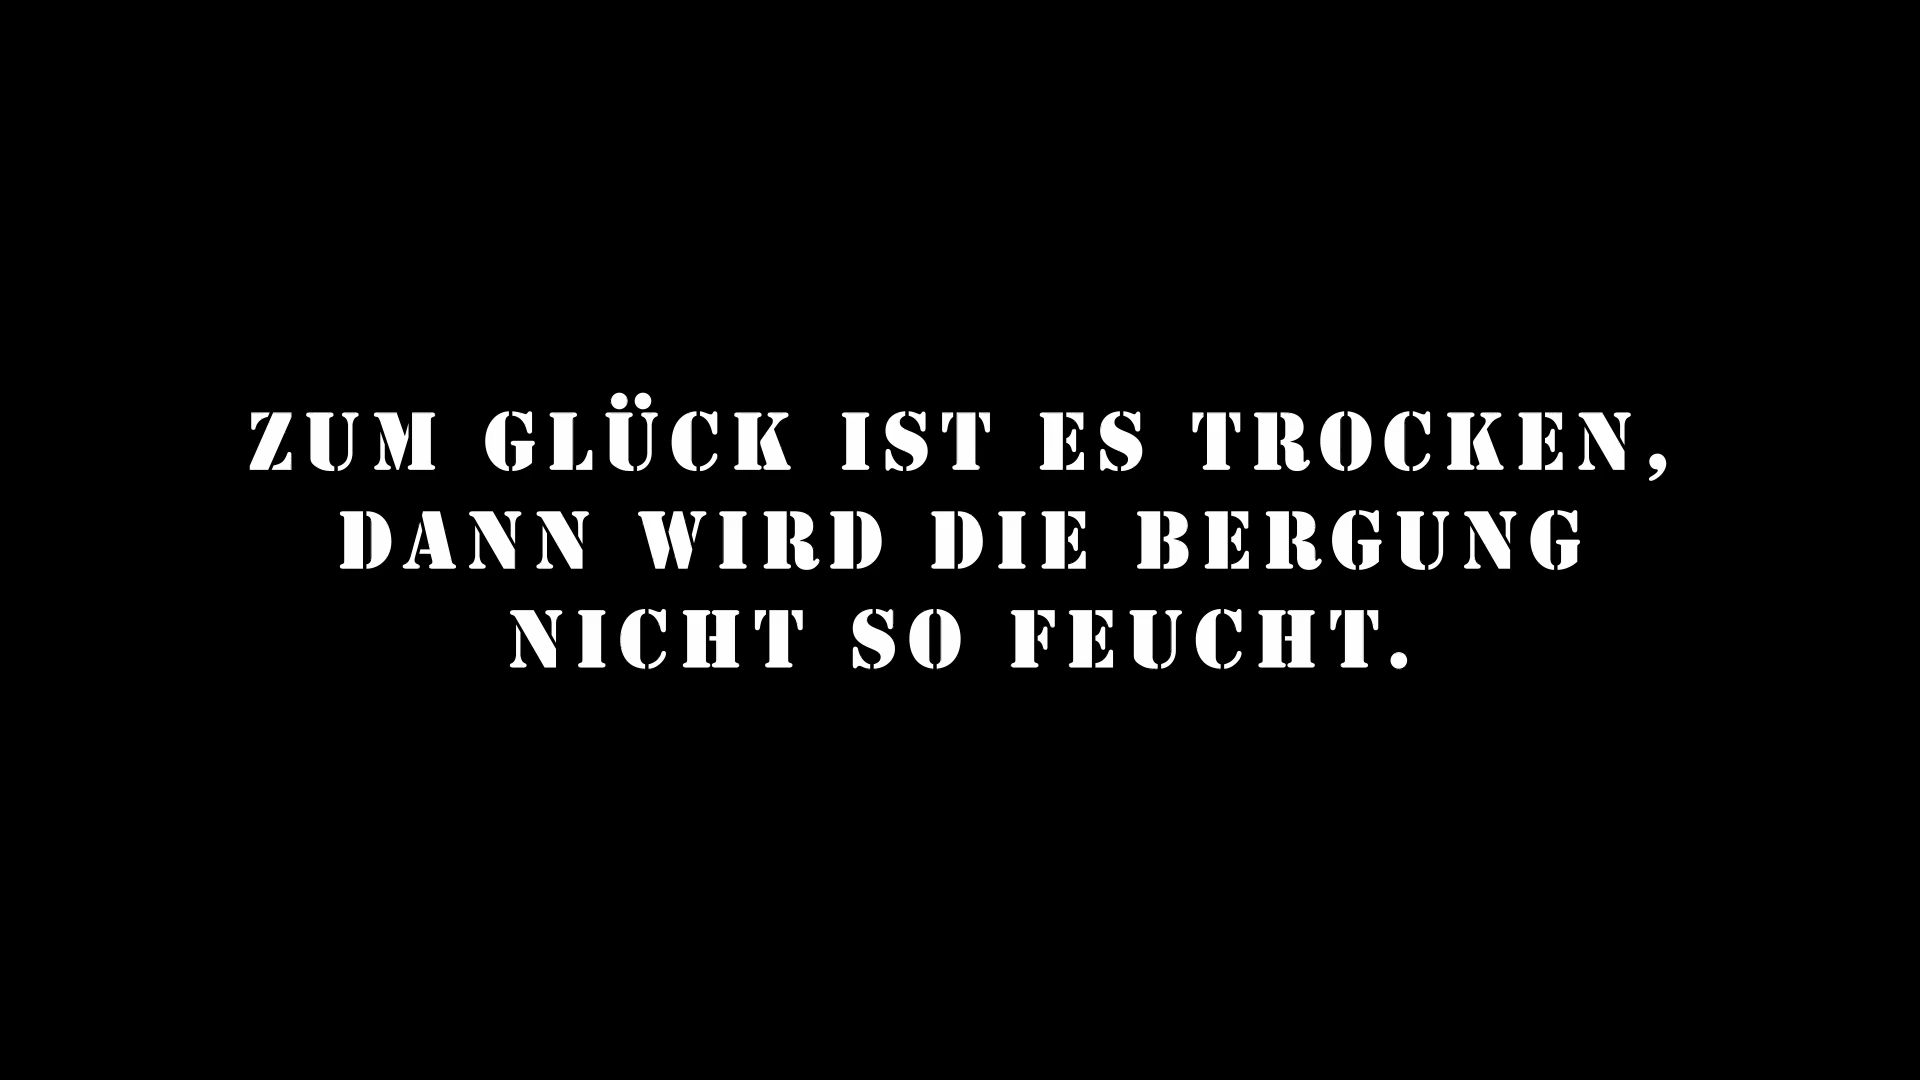 ZUM GLÜCK IST ES TROCKEN,
DANN WIRD DIE BERGUNG
NICHT SO FEUCHT.